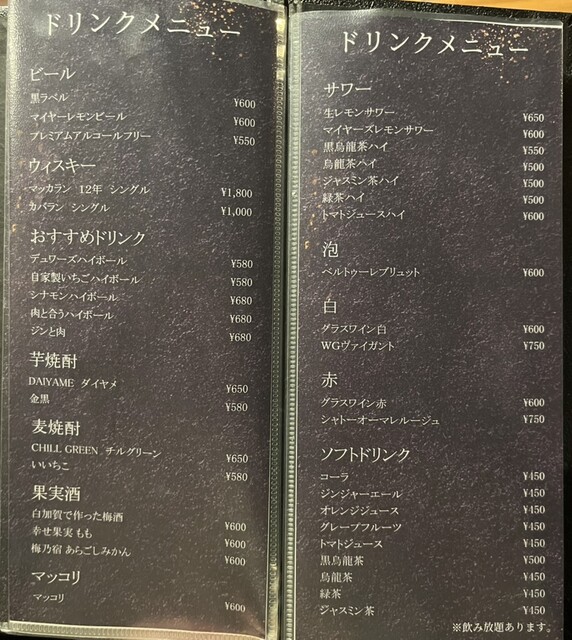 ドリンクメニュー
ビール
黒ラベル ¥600
マイヤーレモンビール ¥600
プレミアムアルコールフリー ¥550
ウィスキー
マッカラン 12年 シングル ¥1,800
カバラン シングル ¥1,000
おすすめドリンク
デュワーズハイボール ¥580
自家製いちごハイボール ¥580
シナモンハイボール ¥680
肉と合うハイボール ¥680
ジンと肉 ¥680
芋焼酎
DAIYAME ダイヤメ ¥650
金黒 ¥580
麦焼酎
CHILL GREEN チルグリーン ¥650
いいちこ ¥580
果実酒
白加賀で作った梅酒 ¥600
幸せ果実 もも ¥600
梅乃宿 あらごしみかん ¥600
マッコリ
マッコリ ¥600
ドリンクメニュー
サワー
生レモンサワー ¥650
マイヤーズレモンサワー ¥600
黒烏龍茶ハイ ¥550
烏龍茶ハイ ¥500
ジャスミン茶ハイ ¥500
緑茶ハイ ¥500
トマトジュースハイ ¥600
泡
ベルトゥーレブリュット ¥600
白
グラスワイン白 ¥600
WGヴァイガント ¥750
赤
グラスワイン赤 ¥600
シャトーオーマレルージュ ¥750
ソフトドリンク
コーラ ¥450
ジンジャーエール ¥450
オレンジジュース ¥450
グレープフルーツ ¥450
トマトジュース ¥450
黒烏龍茶 ¥500
烏龍茶 ¥450
緑茶 ¥450
ジャスミン茶 ¥450
※飲み放題あります。